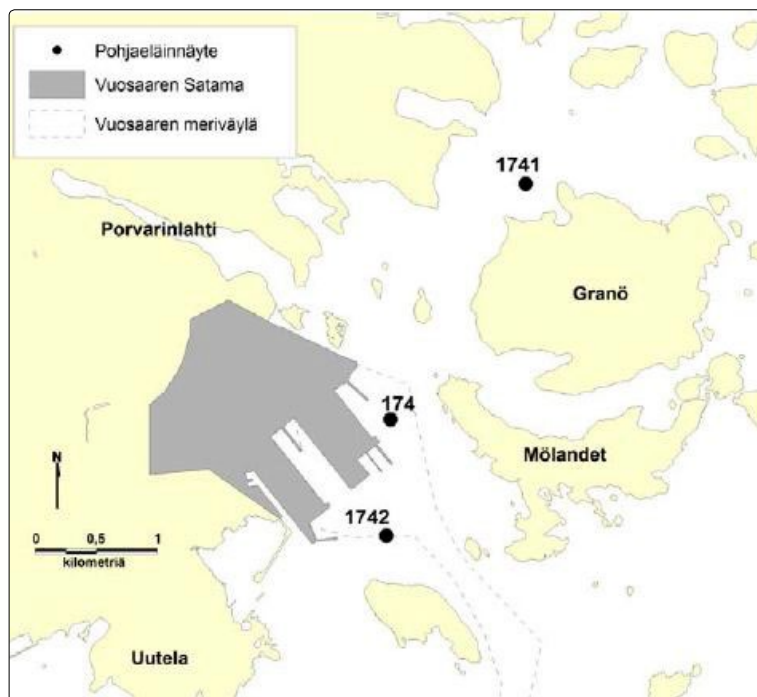 Pohjaeläinnäyte
Vuosaaren Satama
Vuosaaren meriväylä
1741
Porvarinlahti
Granö
174
Mölandet
N
1742
0 0,5 1
kilometriä
Uutela